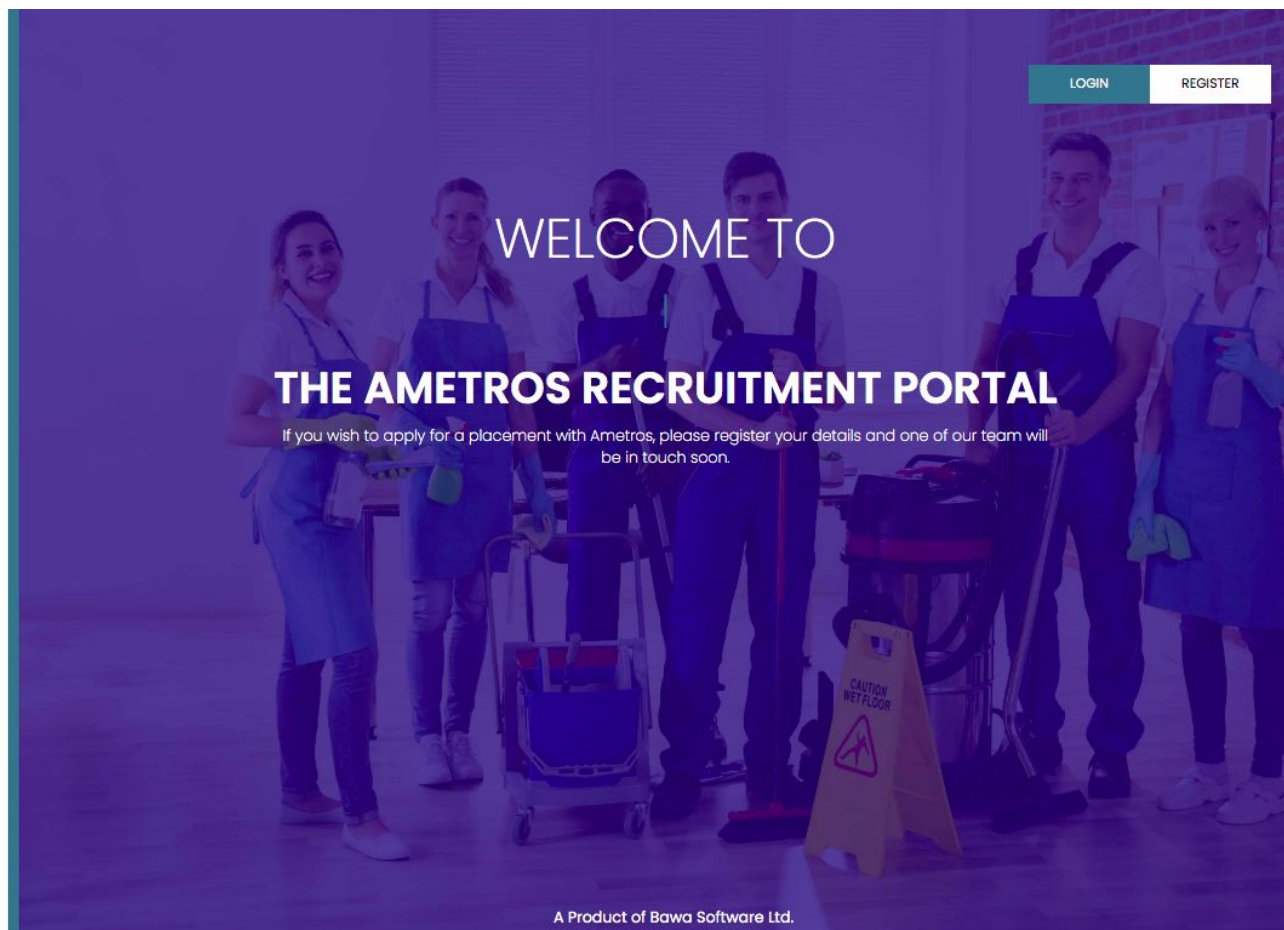 LOGIN
REGISTER
WELCOME TO
THE AMETROS RECRUITMENT PORTAL
If you wish to apply for a placement with Ametros, please register your details and one of our team will
be in touch soon.
CAUTION
WET FLOOR
A Product of Bawa Software Ltd.